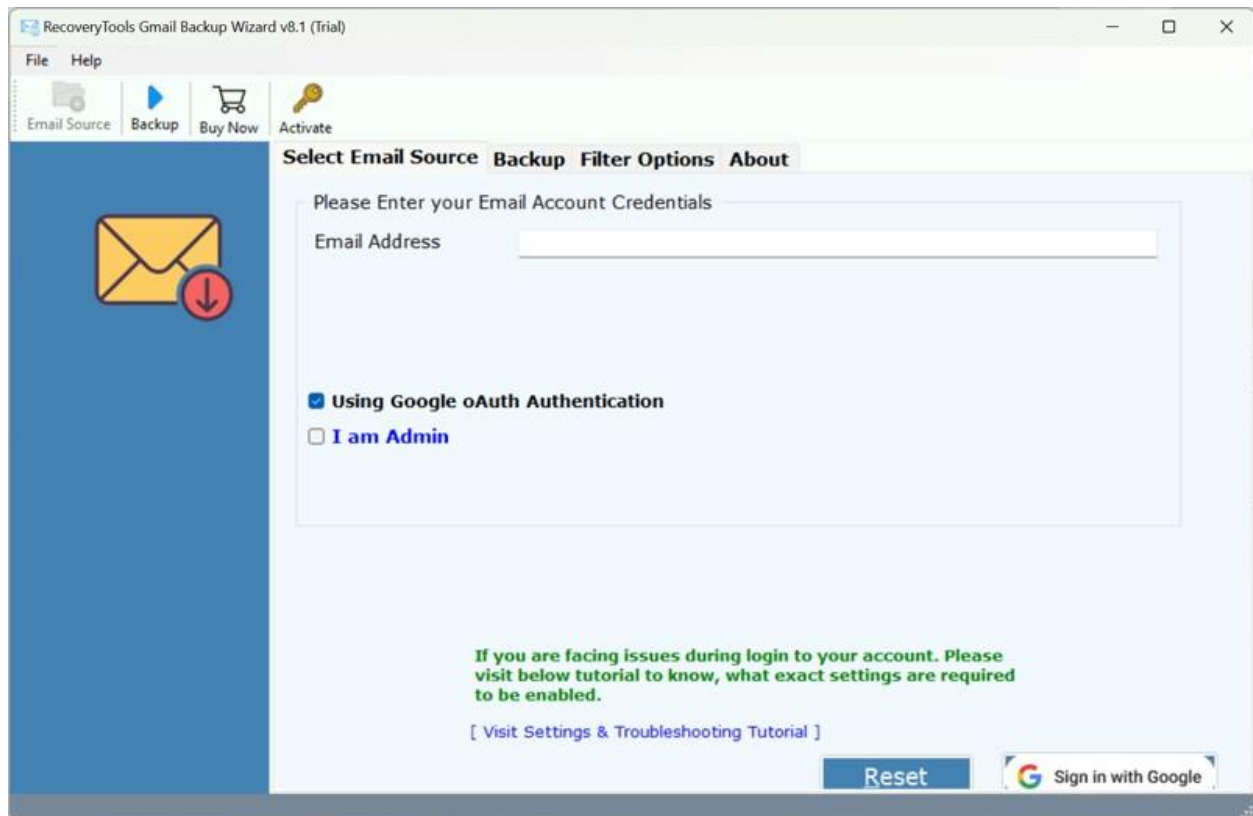 RecoveryTools Gmail Backup Wizard v8.1 (Trial)
File Help
Email Source Backup Buy Now Activate
Select Email Source Backup Filter Options About
Please Enter your Email Account Credentials
Email Address
Using Google oAuth Authentication
I am Admin
If you are facing issues during login to your account. Please
visit below tutorial to know, what exact settings are required
to be enabled.
[ Visit Settings & Troubleshooting Tutorial ]
Reset Sign in with Google